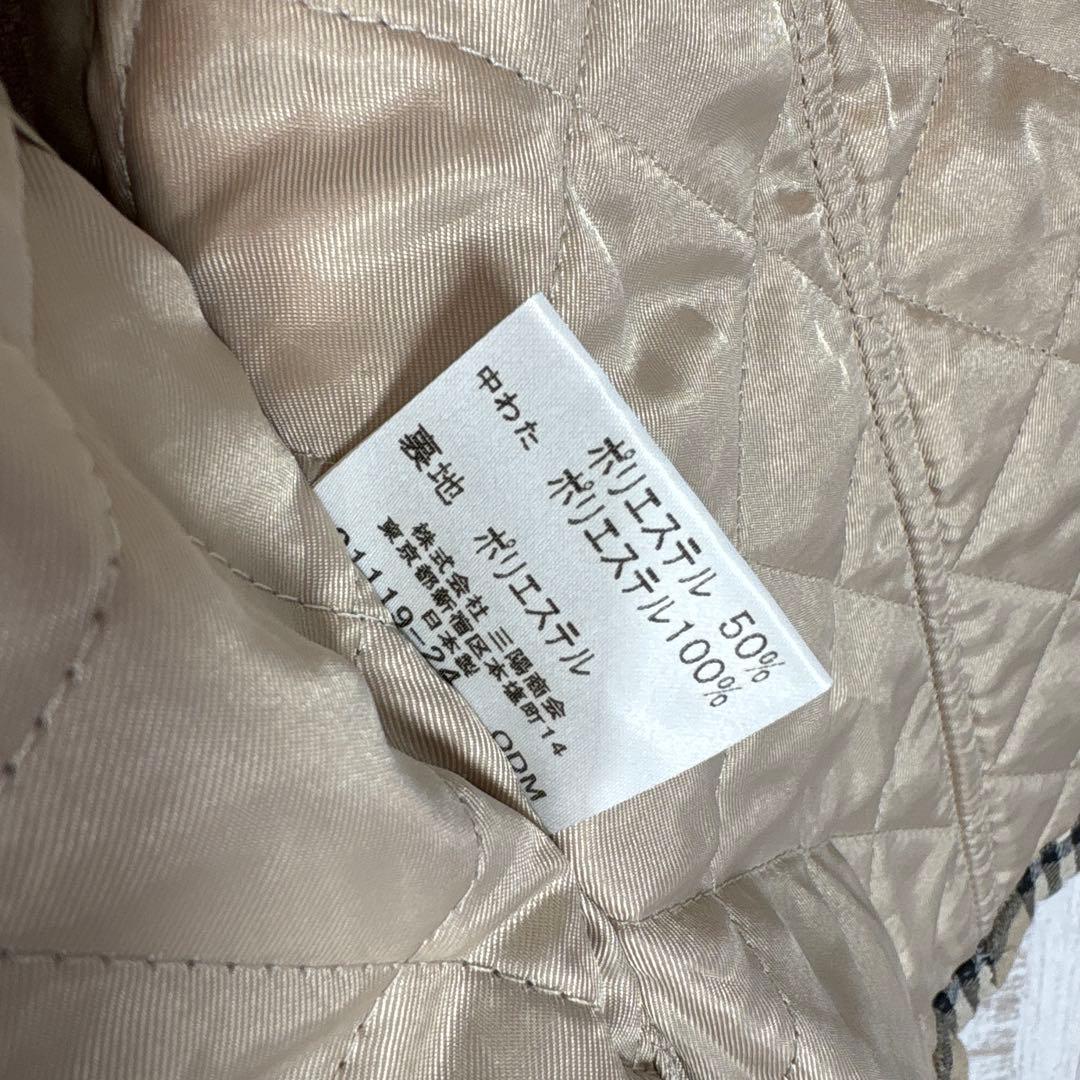 ポリエステル 50%
中わた ポリエステル100%
裏地 ポリエステル
株式会社 三陽商会
東京都新宿区本塩町14
日本製
1119-24 ODM